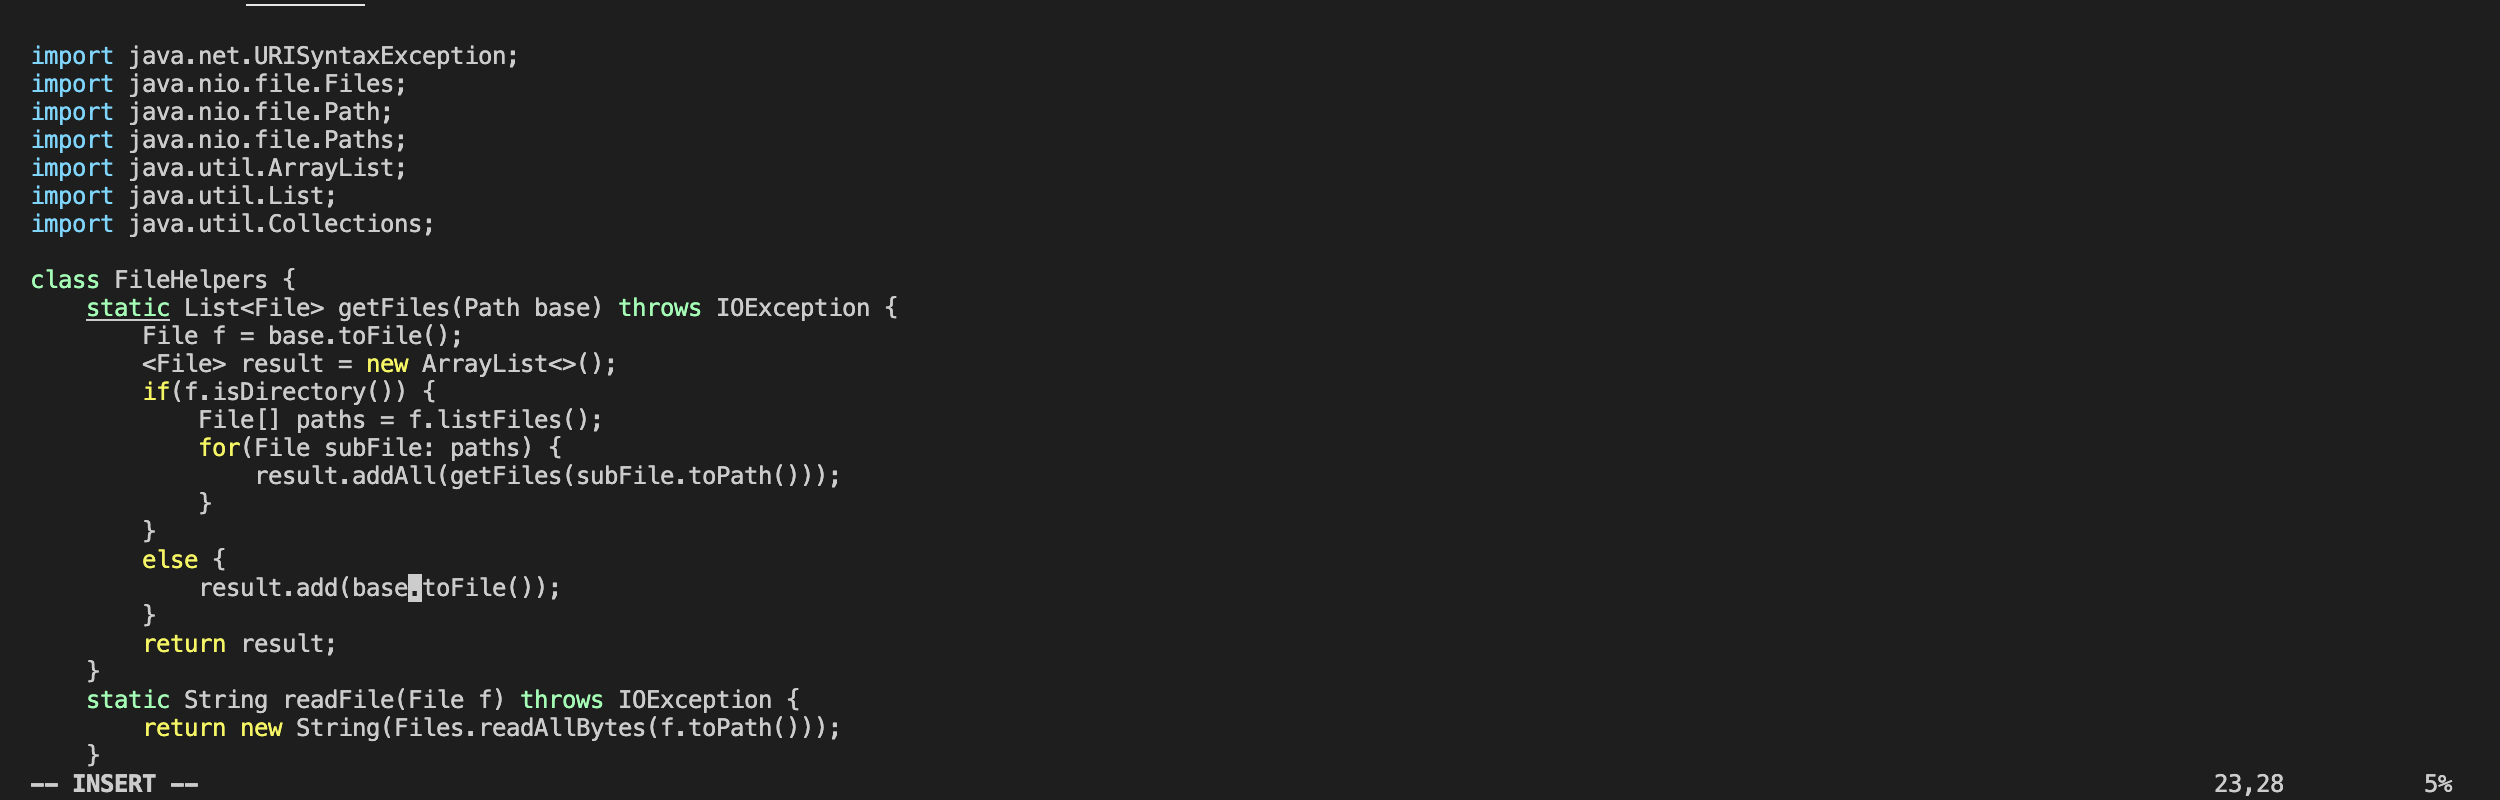 import java.net.URISyntaxException;
import java.nio.file.Files;
import java.nio.file.Path;
import java.nio.file.Paths;
import java.util.ArrayList;
import java.util.List;
import java.util.Collections;

class FileHelpers {
    static List<File> getFiles(Path base) throws IOException {
        File f = base.toFile();
        <File> result = new ArrayList<>();
        if(f.isDirectory()) {
            File[] paths = f.listFiles();
            for(File subFile: paths) {
                result.addAll(getFiles(subFile.toPath()));
            }
        }
        else {
            result.add(base.toFile());
        }
        return result;
    }
    static String readFile(File f) throws IOException {
        return new String(Files.readAllBytes(f.toPath()));
    }
-- INSERT -- 23,28 5%